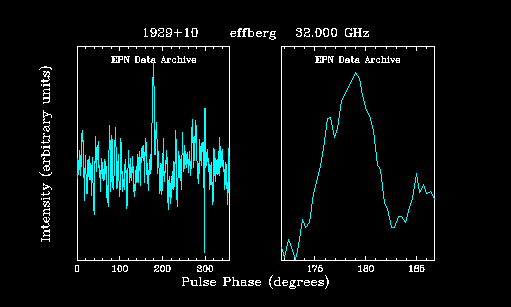 1929+10 effberg 32.000 GHz
EPN Data Archive EPN Data Archive
Intensity (arbitrary units)
0 100 200 300 175 180 185
Pulse Phase (degrees)